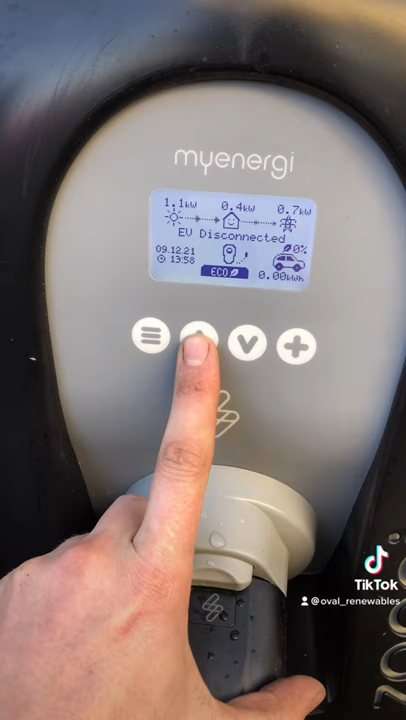 myenergi
1.1kW 0.4kW 0.7kW
EV Disconnected
09.12.21
13:58
0%
ECO
0.00kWh
TikTok
@oval_renewables